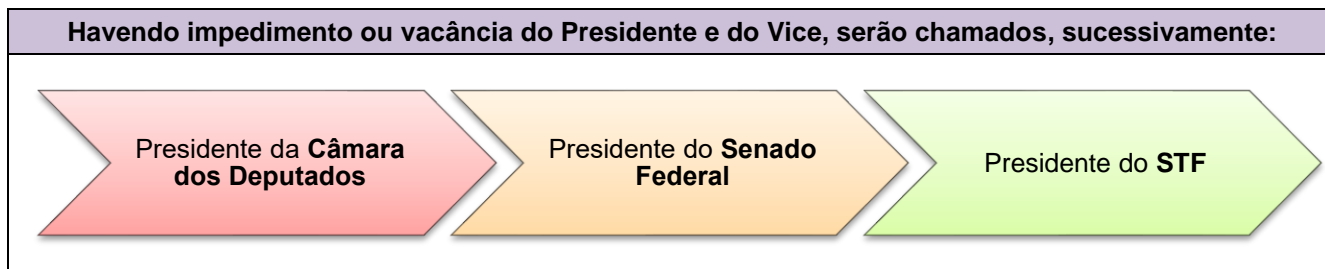 Havendo impedimento ou vacância do Presidente e do Vice, serão chamados, sucessivamente:
Presidente da Câmara
dos Deputados
Presidente do Senado
Federal
Presidente do STF